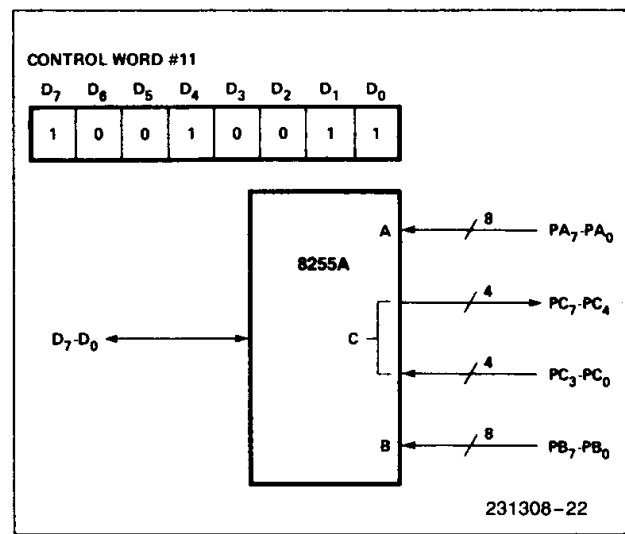 CONTROL WORD #11
D7 D6 D5 D4 D3 D2 D1 D0
1 0 0 1 0 0 1 1
8255A
A
8
PA7-PA0
4
PC7-PC4
D7-D0
C
4
PC3-PC0
B
8
PB7-PB0
231308-22